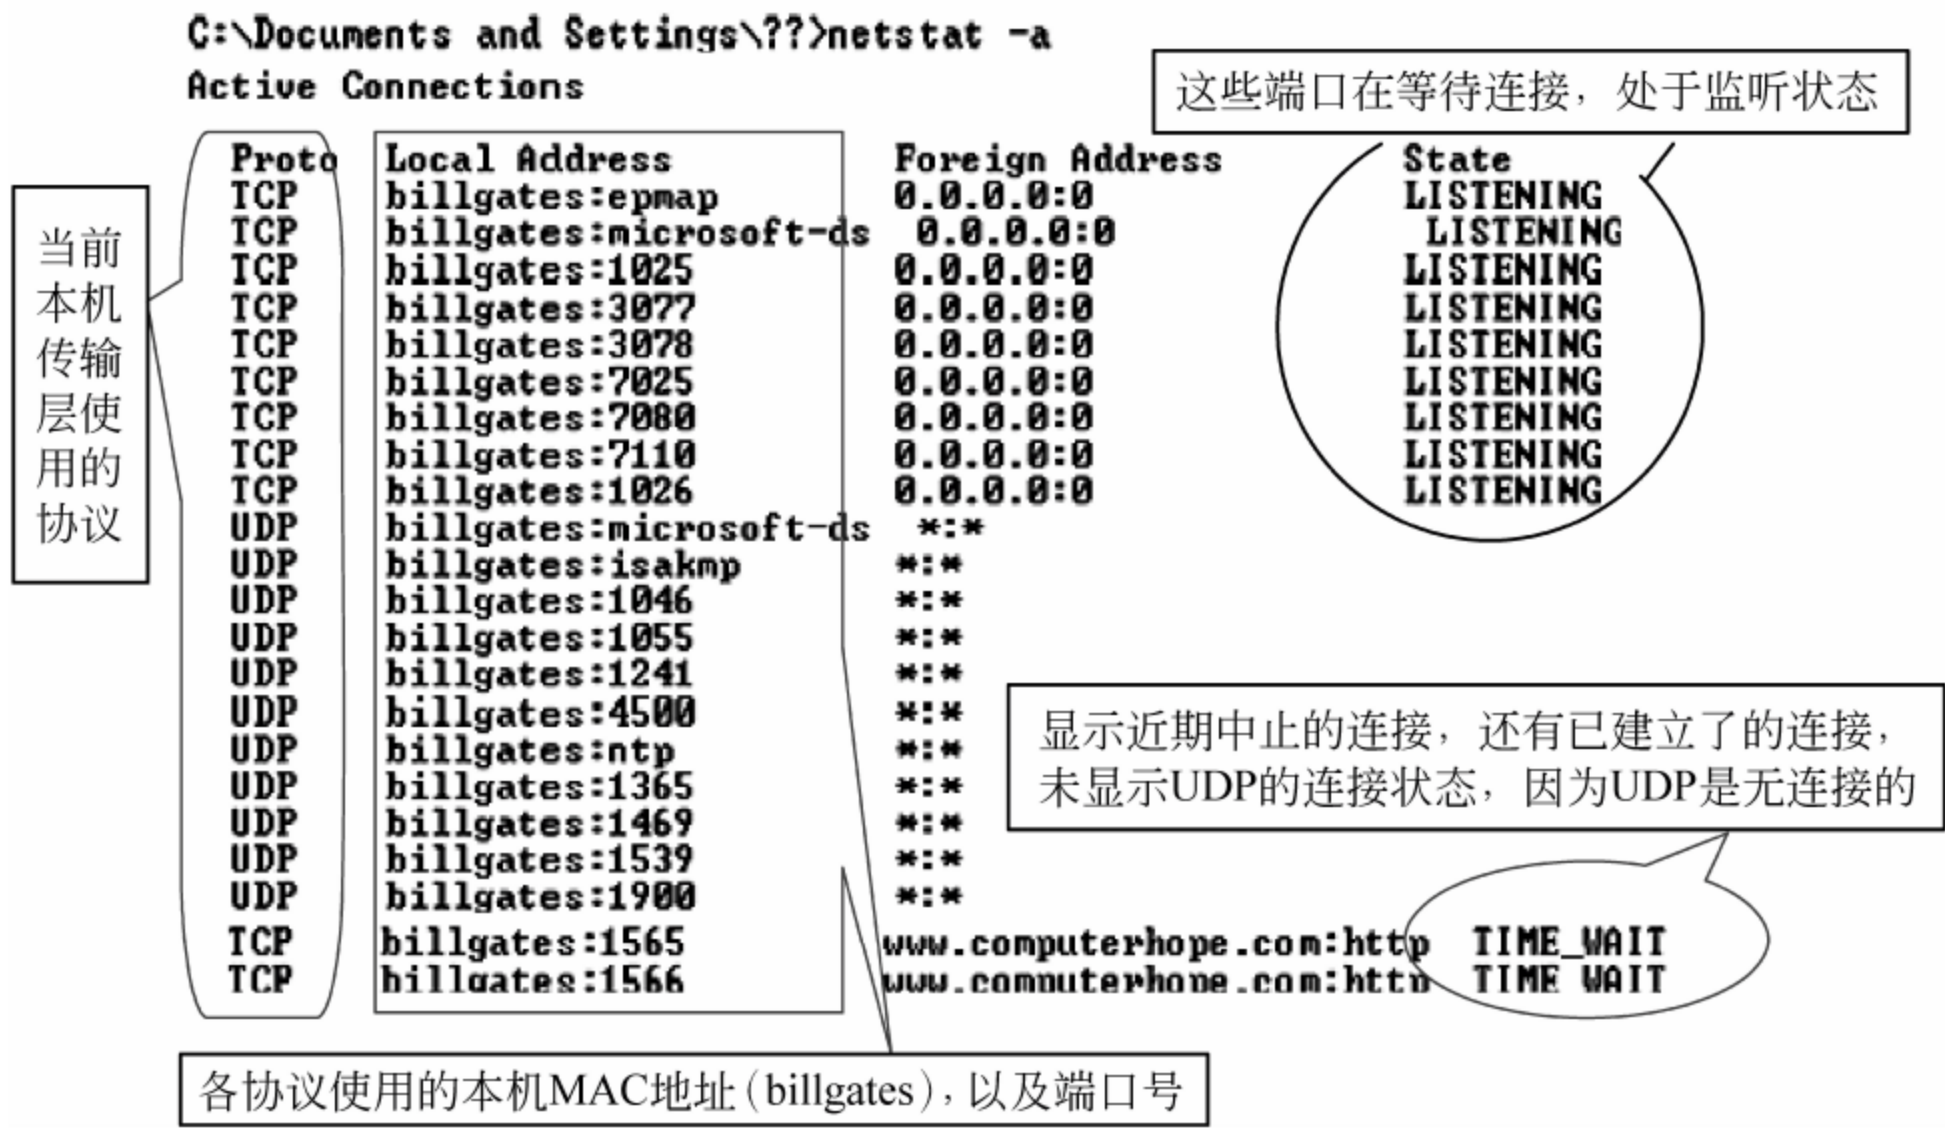 C:\Documents and Settings\??>netstat -a
Active Connections
这些端口在等待连接，处于监听状态
Proto Local Address Foreign Address State
TCP billgates:epmap 0.0.0.0:0 LISTENING
TCP billgates:microsoft-ds 0.0.0.0:0 LISTENING
TCP billgates:1025 0.0.0.0:0 LISTENING
TCP billgates:3077 0.0.0.0:0 LISTENING
TCP billgates:3078 0.0.0.0:0 LISTENING
TCP billgates:7025 0.0.0.0:0 LISTENING
TCP billgates:7080 0.0.0.0:0 LISTENING
TCP billgates:7110 0.0.0.0:0 LISTENING
TCP billgates:1026 0.0.0.0:0 LISTENING
UDP billgates:microsoft-ds *:*
UDP billgates:isakmp *:*
UDP billgates:1046 *:*
UDP billgates:1055 *:*
UDP billgates:1241 *:*
UDP billgates:4500 *:*
UDP billgates:ntp *:*
UDP billgates:1365 *:*
UDP billgates:1469 *:*
UDP billgates:1539 *:*
UDP billgates:1900 *:*
TCP billgates:1565 www.computerhope.com:http TIME_WAIT
TCP billgates:1566 www.computerhope.com:http TIME_WAIT
当前
本机
传输
层使
用的
协议
显示近期中止的连接，还有已建立了的连接，
未显示UDP的连接状态，因为UDP是无连接的
各协议使用的本机MAC地址（billgates），以及端口号